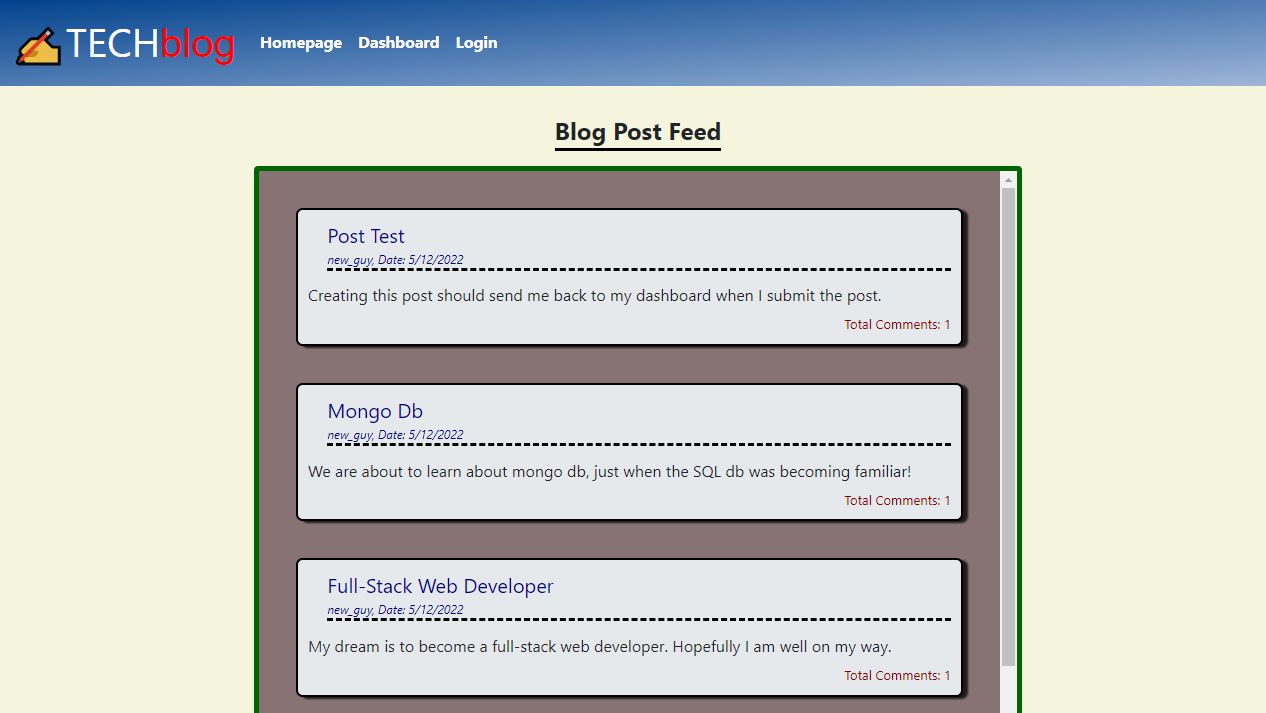 TECHblog Homepage Dashboard Login
Blog Post Feed
Post Test
new_guy, Date: 5/12/2022
Creating this post should send me back to my dashboard when I submit the post.
Total Comments: 1
Mongo Db
new_guy, Date: 5/12/2022
We are about to learn about mongo db, just when the SQL db was becoming familiar!
Total Comments: 1
Full-Stack Web Developer
new_guy, Date: 5/12/2022
My dream is to become a full-stack web developer. Hopefully I am well on my way.
Total Comments: 1